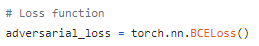 # Loss function
adversarial_loss = torch.nn.BCELoss()